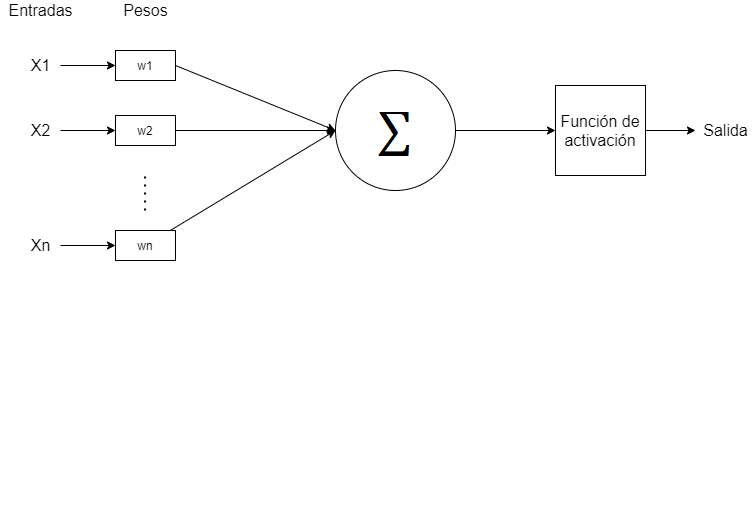 Entradas
Pesos
X1
w1
X2
w2
Xn
wn
∑
Función de
activación
Salida